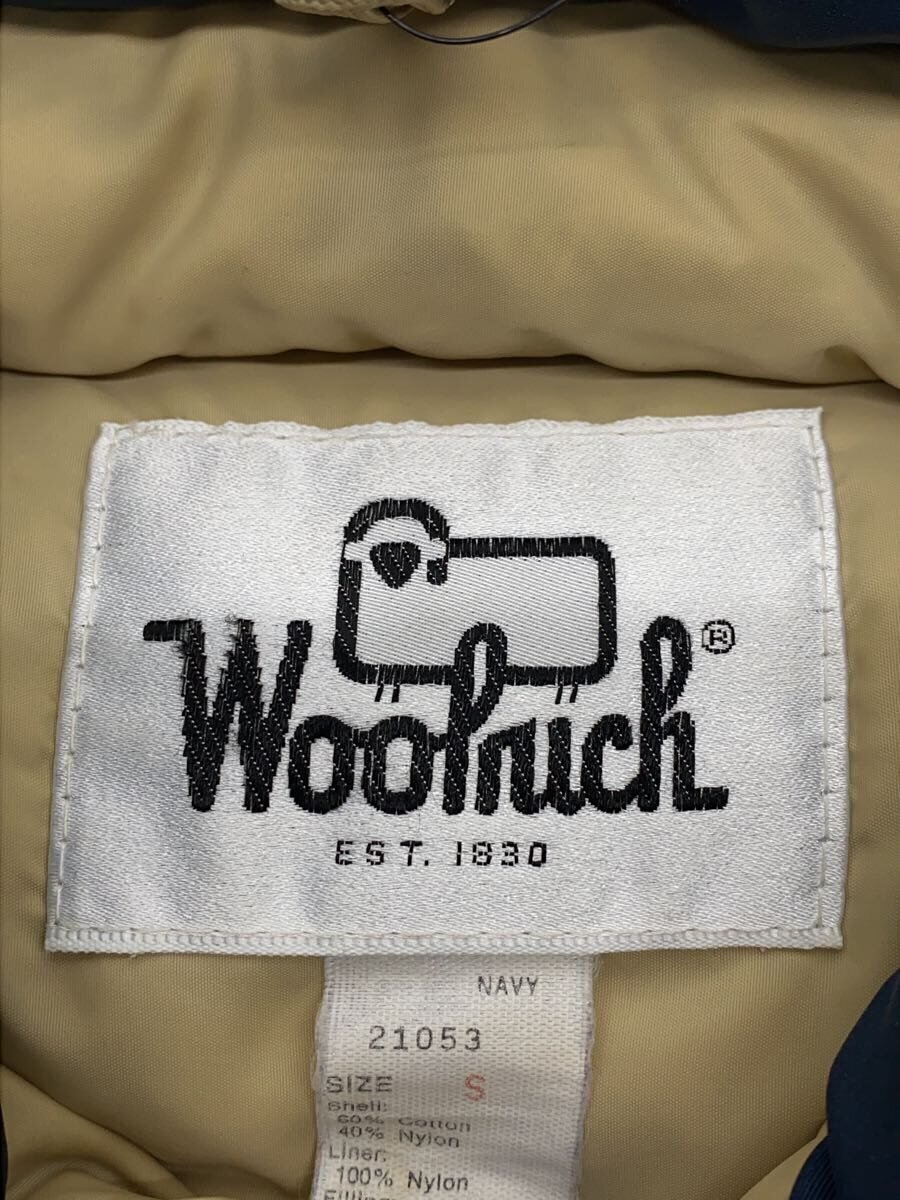 Woolrich®
EST. 1830
NAVY
21053
SIZE S
Shell:
60% Cotton
40% Nylon
Liner:
100% Nylon